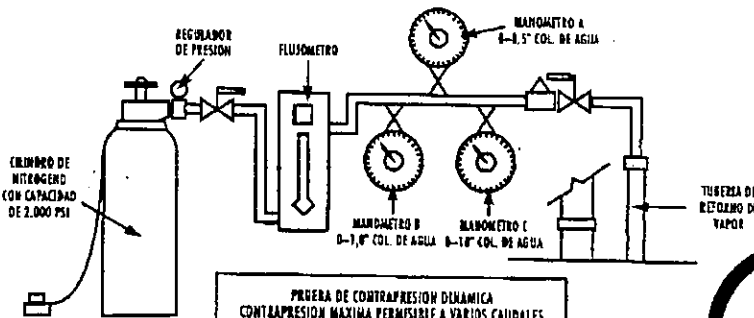 REGULADOR
DE PRESION
FLUJOMETRO
MANOMETRO A
0-0,5" COL. DE AGUA
CILINDRO DE
NITROGENO
CON CAPACIDAD
DE 2.000 PSI
MANOMETRO B
0-1,0" COL. DE AGUA
MANOMETRO C
0-10" COL. DE AGUA
TUBERIA DE
RETORNO DE
VAPOR
PRUEBA DE CONTRAPRESION DINAMICA
CONTRAPRESION MAXIMA PERMISIBLE A VARIOS CAUDALES